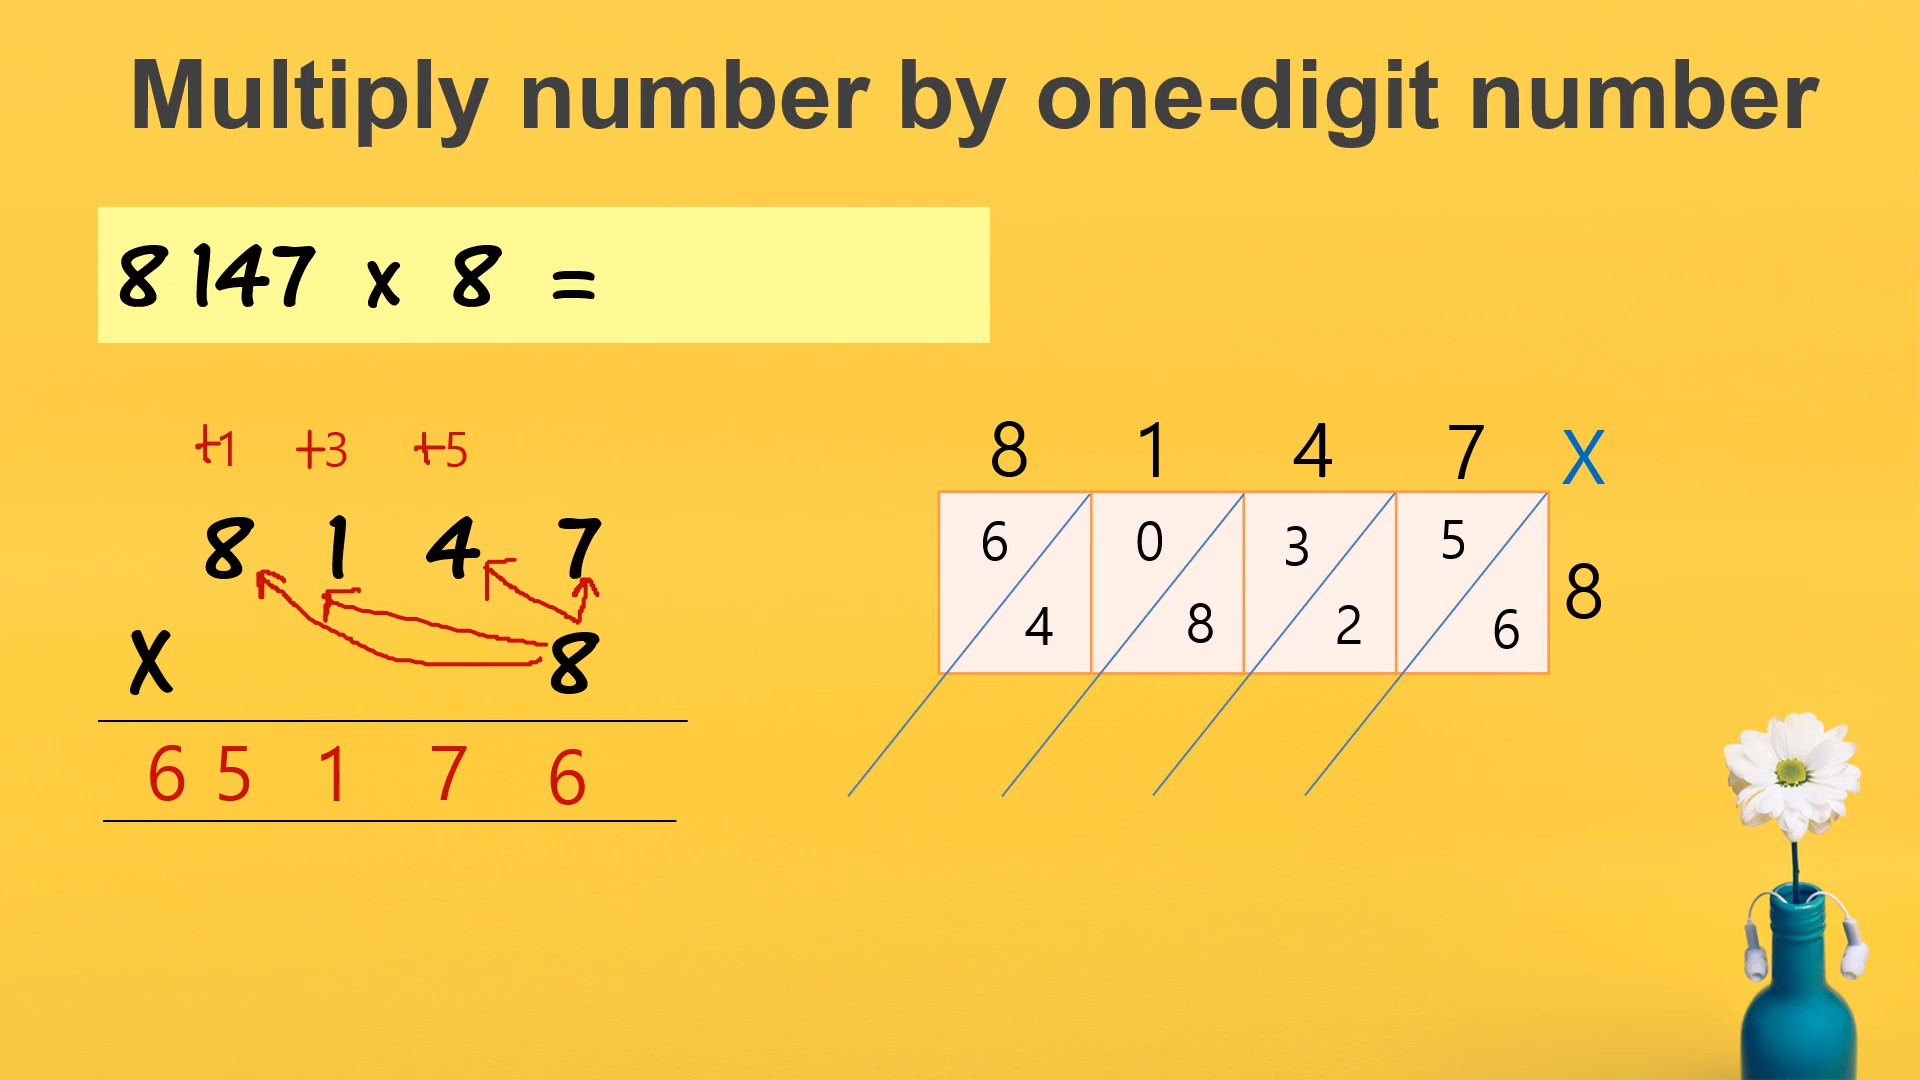 Multiply number by one-digit number
8 147 x 8 =
+1 +3 +5
8 1 4 7
X 8
6 5 1 7 6
8 1 4 7 X
6 0 3 5
8
4 8 2 6